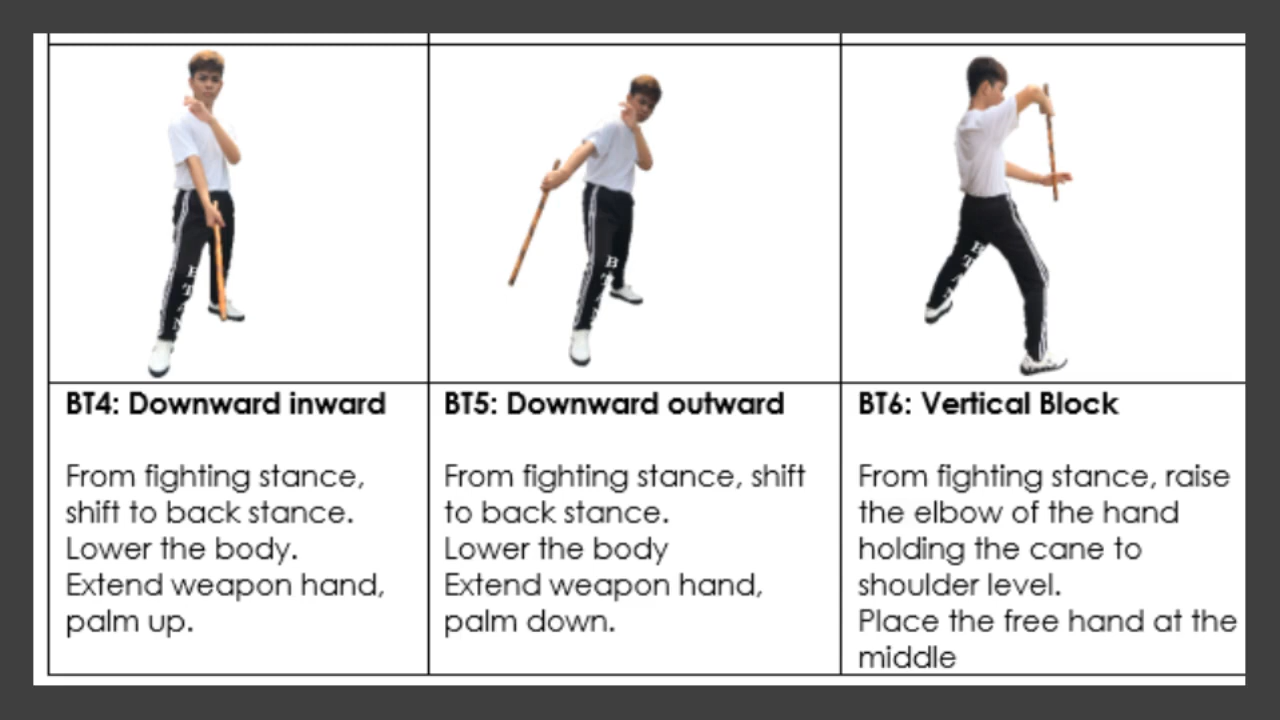 BT4: Downward inward
From fighting stance,
shift to back stance.
Lower the body.
Extend weapon hand,
palm up.
BT5: Downward outward
From fighting stance, shift
to back stance.
Lower the body
Extend weapon hand,
palm down.
BT6: Vertical Block
From fighting stance, raise
the elbow of the hand
holding the cane to
shoulder level.
Place the free hand at the
middle